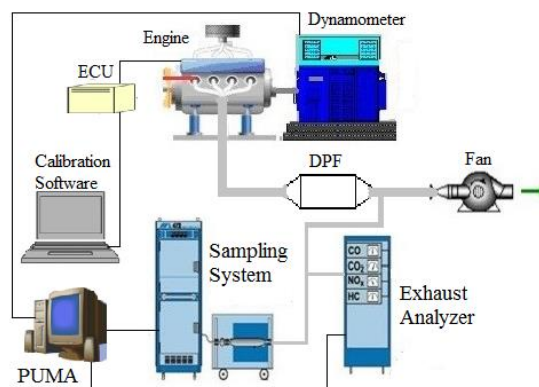 Dynamometer
Engine
ECU
Calibration
Software
DPF
Fan
Sampling
System
CO
CO₂
NOₓ
HC
Exhaust
Analyzer
PUMA